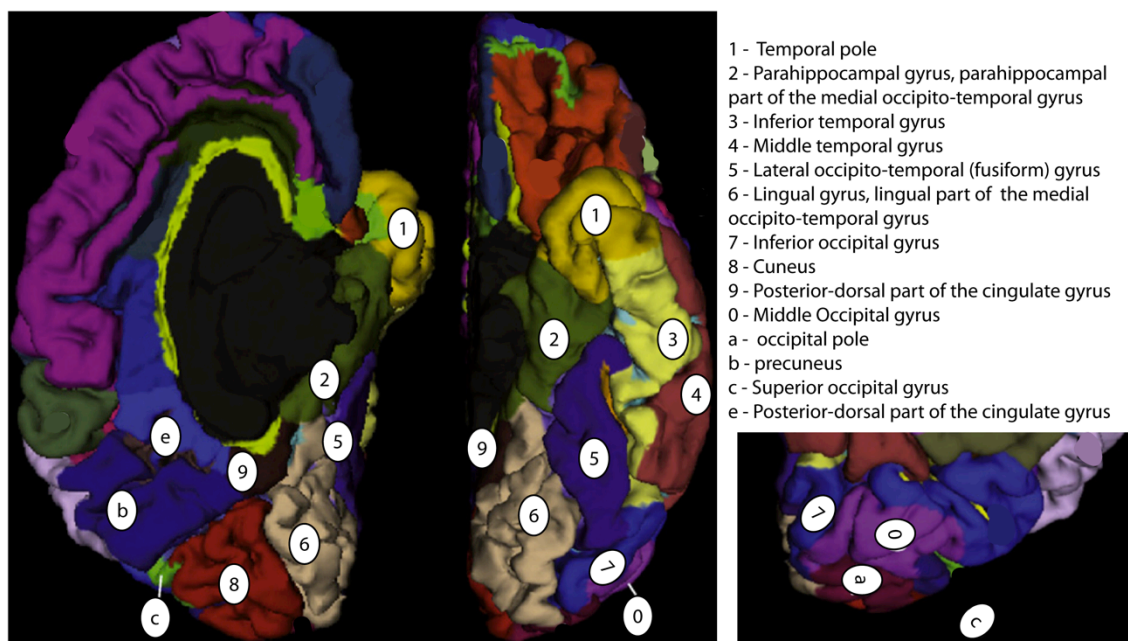 1 - Temporal pole
2 - Parahippocampal gyrus, parahippocampal
part of the medial occipito-temporal gyrus
3 - Inferior temporal gyrus
4 - Middle temporal gyrus
5 - Lateral occipito-temporal (fusiform) gyrus
6 - Lingual gyrus, lingual part of  the medial
occipito-temporal gyrus
7 - Inferior occipital gyrus
8 - Cuneus
9 - Posterior-dorsal part of the cingulate gyrus
0 - Middle Occipital gyrus
a -  occipital pole
b - precuneus
c - Superior occipital gyrus
e - Posterior-dorsal part of the cingulate gyrus
1
2
5
e
9
b
6
8
c
1
2
3
4
9
5
6
7
0
7
0
a
c